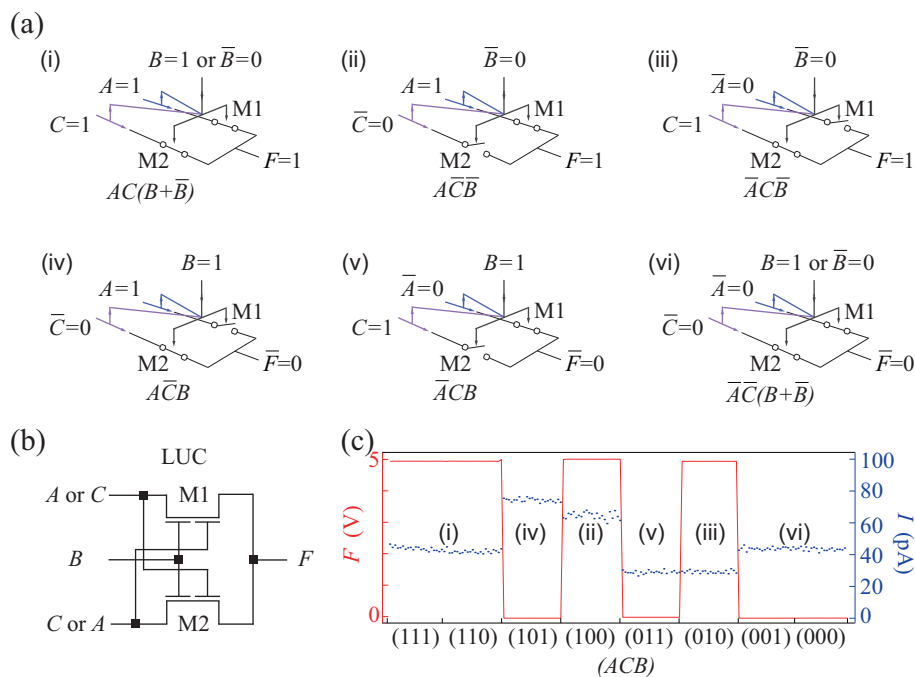 (a)
(i)
B=1 or B̅=0
A=1
C=1
M1
M2
F=1
AC(B+B̅)
(ii)
B̅=0
A=1
C̅=0
M1
M2
F=1
AC̅B̅
(iii)
B̅=0
A̅=0
C=1
M1
M2
F=1
A̅CB̅
(iv)
B=1
A=1
C̅=0
M1
M2
F̅=0
AC̅B
(v)
B=1
A̅=0
C=1
M1
M2
F̅=0
A̅CB
(vi)
B=1 or B̅=0
A̅=0
C̅=0
M1
M2
F̅=0
A̅C̅(B+B̅)
(b)
LUC
A or C
M1
B
F
C or A
M2
(c)
5
0
F (V)
100
80
60
40
20
0
I (pA)
(i)
(iv)
(ii)
(v)
(iii)
(vi)
(111) (110) (101) (100) (011) (010) (001) (000)
(ACB)